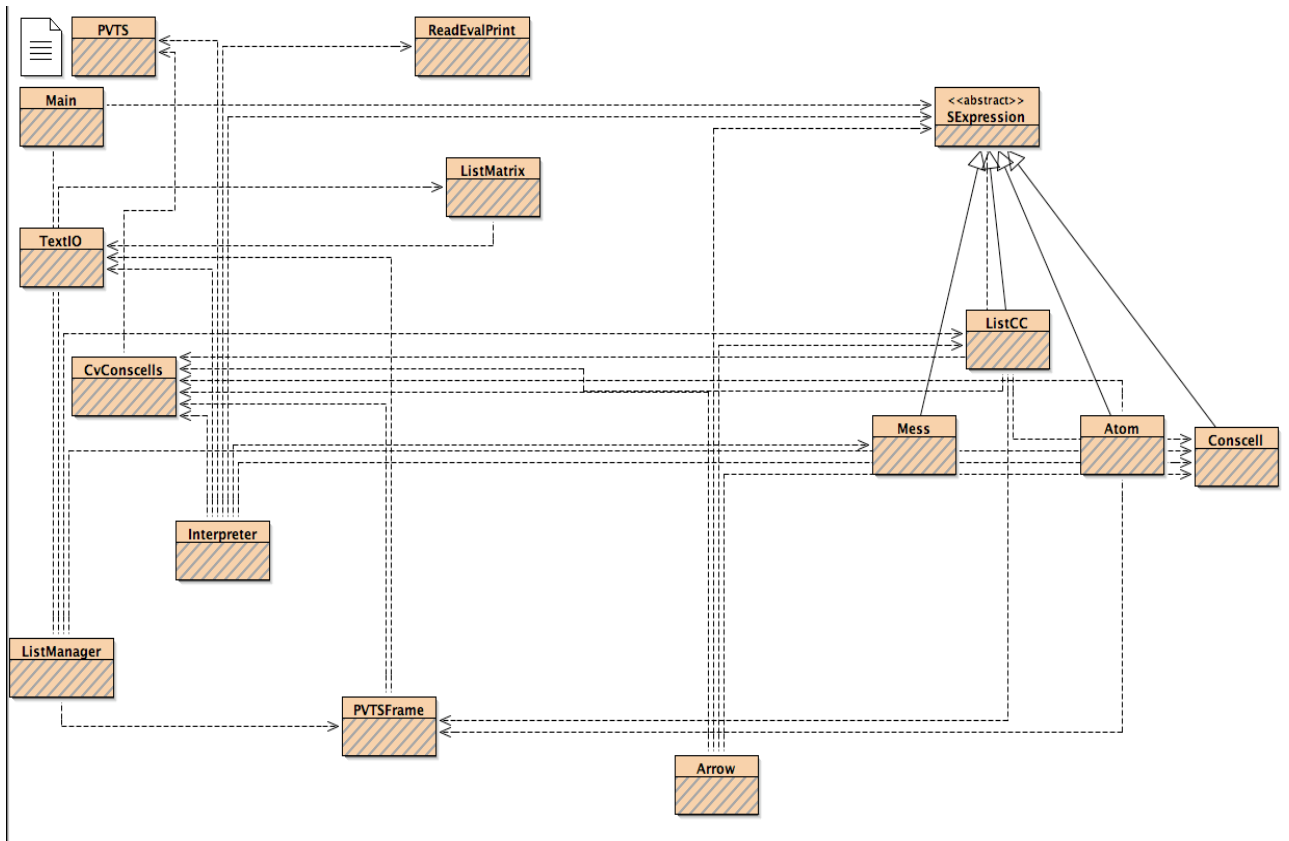 PVTS
ReadEvalPrint
Main
<<abstract>>
SExpression
ListMatrix
TextIO
ListCC
CvConscells
Mess
Atom
Conscell
Interpreter
ListManager
PVTSFrame
Arrow